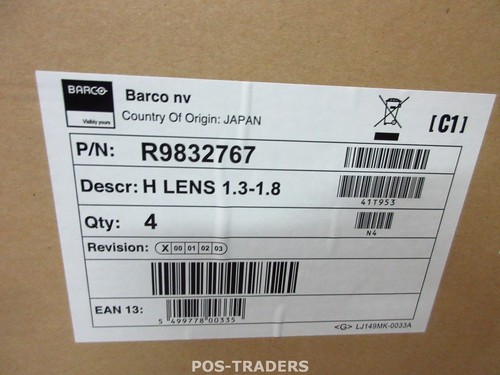 BARCO
Visibly yours
Barco nv
Country Of Origin: JAPAN
[C1]
P/N: R9832767
Descr: H LENS 1.3-1.8
41T953
Qty: 4
N4
Revision: X 00 01 02 03
EAN 13:
5 499778 00335
<G> LJ149MK-0033A
POS-TRADERS